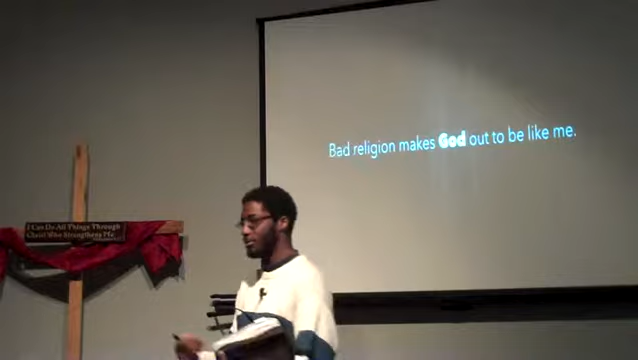 Bad religion makes God out to be like me.
I Can Do All Things Through
Christ Who Strengthens Me